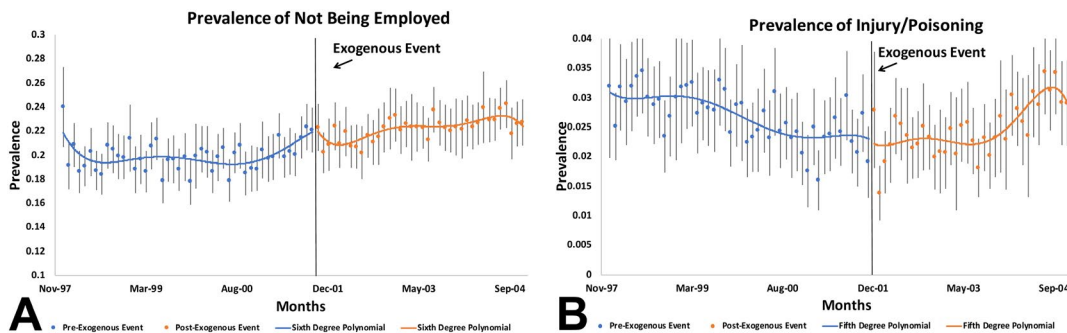 Prevalence of Not Being Employed
Exogenous Event
0.3
0.28
0.26
0.24
0.22
0.2
0.18
0.16
0.14
0.12
0.1
Prevalence
Nov-97 Mar-99 Aug-00 Dec-01 May-03 Sep-04
Months
A
Pre-Exogenous Event Post-Exogenous Event Sixth Degree Polynomial Sixth Degree Polynomial
Prevalence of Injury/Poisoning
Exogenous Event
0.04
0.035
0.03
0.025
0.02
0.015
0.01
0.005
0
Prevalence
Nov-97 Mar-99 Aug-00 Dec-01 May-03 Sep-04
Months
B
Pre-Exogenous Event Post-Exogenous Event Fifth Degree Polynomial Fifth Degree Polynomial